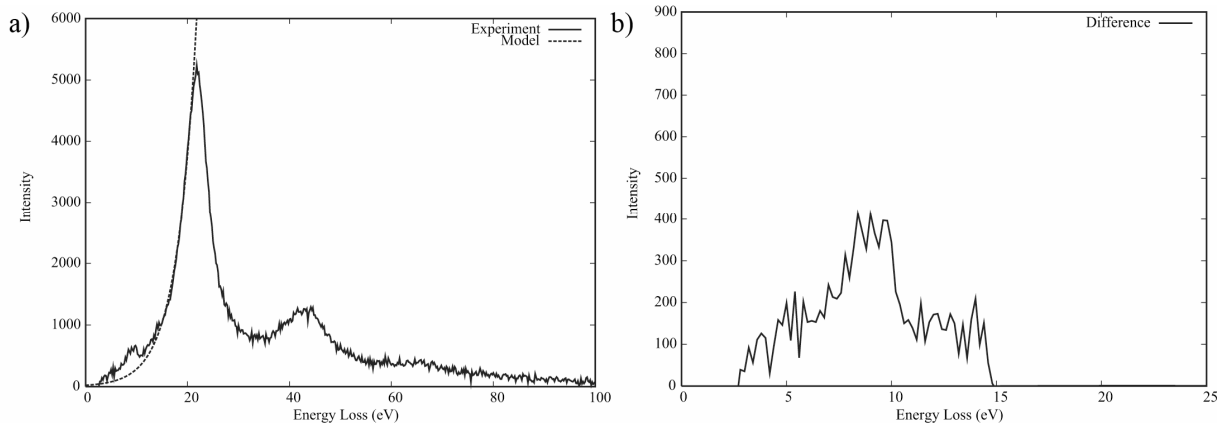 a)
6000
5000
4000
3000
2000
1000
0
Intensity
Experiment
Model
0 20 40 60 80 100
Energy Loss (eV)
b)
900
800
700
600
500
400
300
200
100
0
Intensity
Difference
0 5 10 15 20 25
Energy Loss (eV)